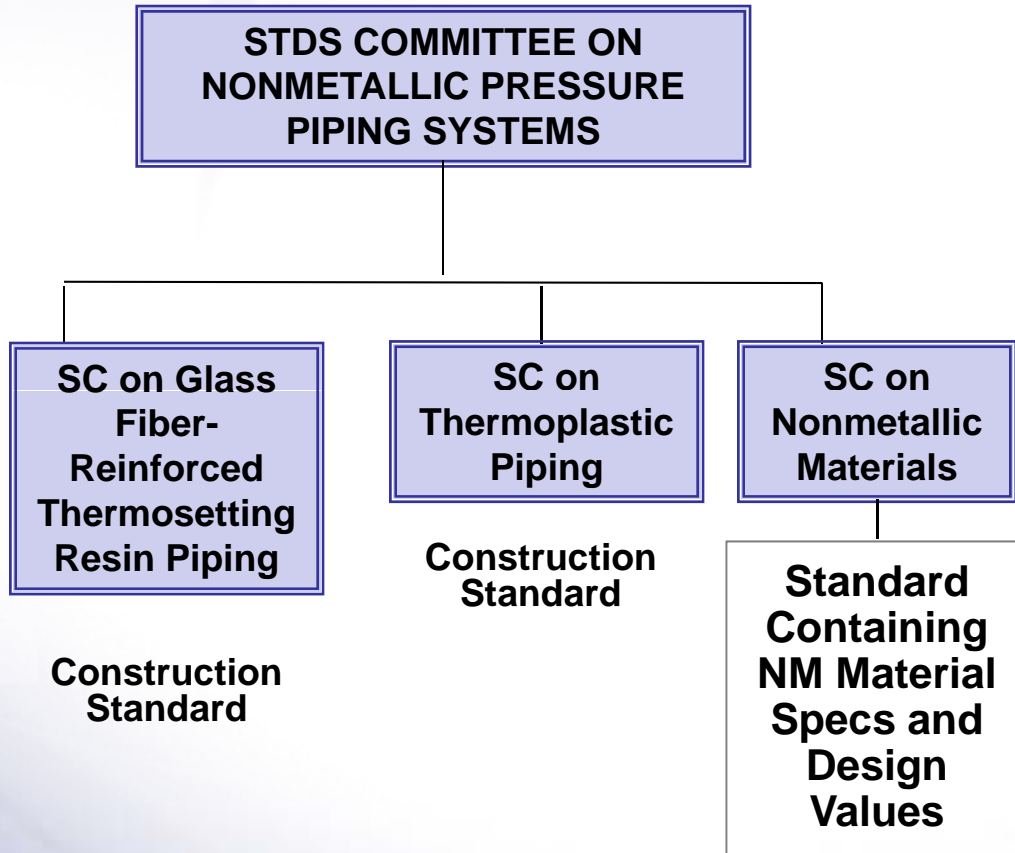 STDS COMMITTEE ON
NONMETALLIC PRESSURE
PIPING SYSTEMS
SC on Glass
Fiber-
Reinforced
Thermosetting
Resin Piping
Construction
Standard
SC on
Thermoplastic
Piping
Construction
Standard
SC on
Nonmetallic
Materials
Standard
Containing
NM Material
Specs and
Design
Values